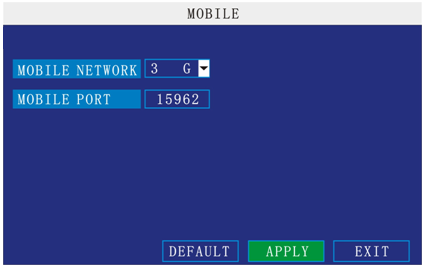 MOBILE
MOBILE NETWORK 3 G
MOBILE PORT 15962
DEFAULT APPLY EXIT